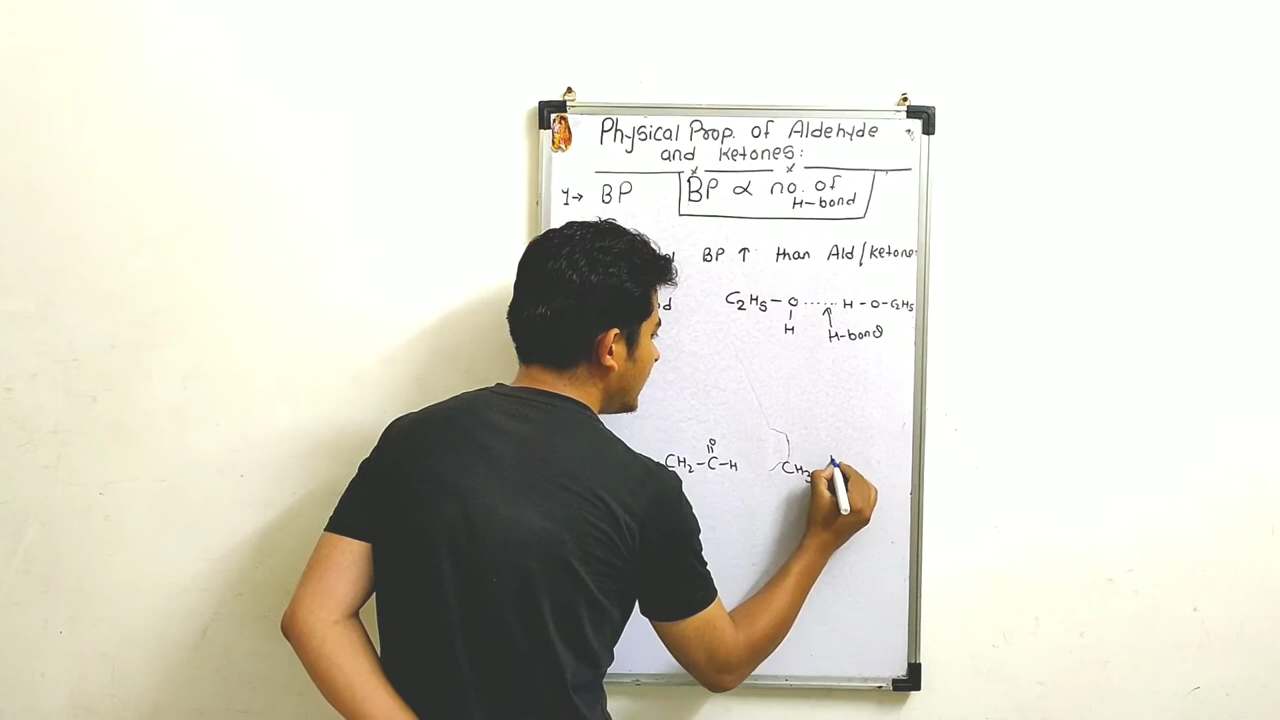 Physical Prop. of Aldehyde
and ketones:
1→ BP
BP ∝ no. of
H-bond
BP ↑ than Ald/ketone
C2H5-O······H-O-C2H5
H
H-bond
O
CH2-C-H
CH3